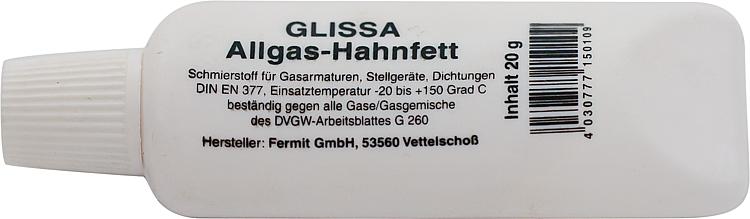 GLISSA
Allgas-Hahnfett
Schmierstoff für Gasarmaturen, Stellgeräte, Dichtungen
DIN EN 377, Einsatztemperatur -20 bis +150 Grad C
beständig gegen alle Gase/Gasgemische
des DVGW-Arbeitsblattes G 260
Hersteller: Fermit GmbH, 53560 Vettelschoß
Inhalt 20 g
4 030777 150109